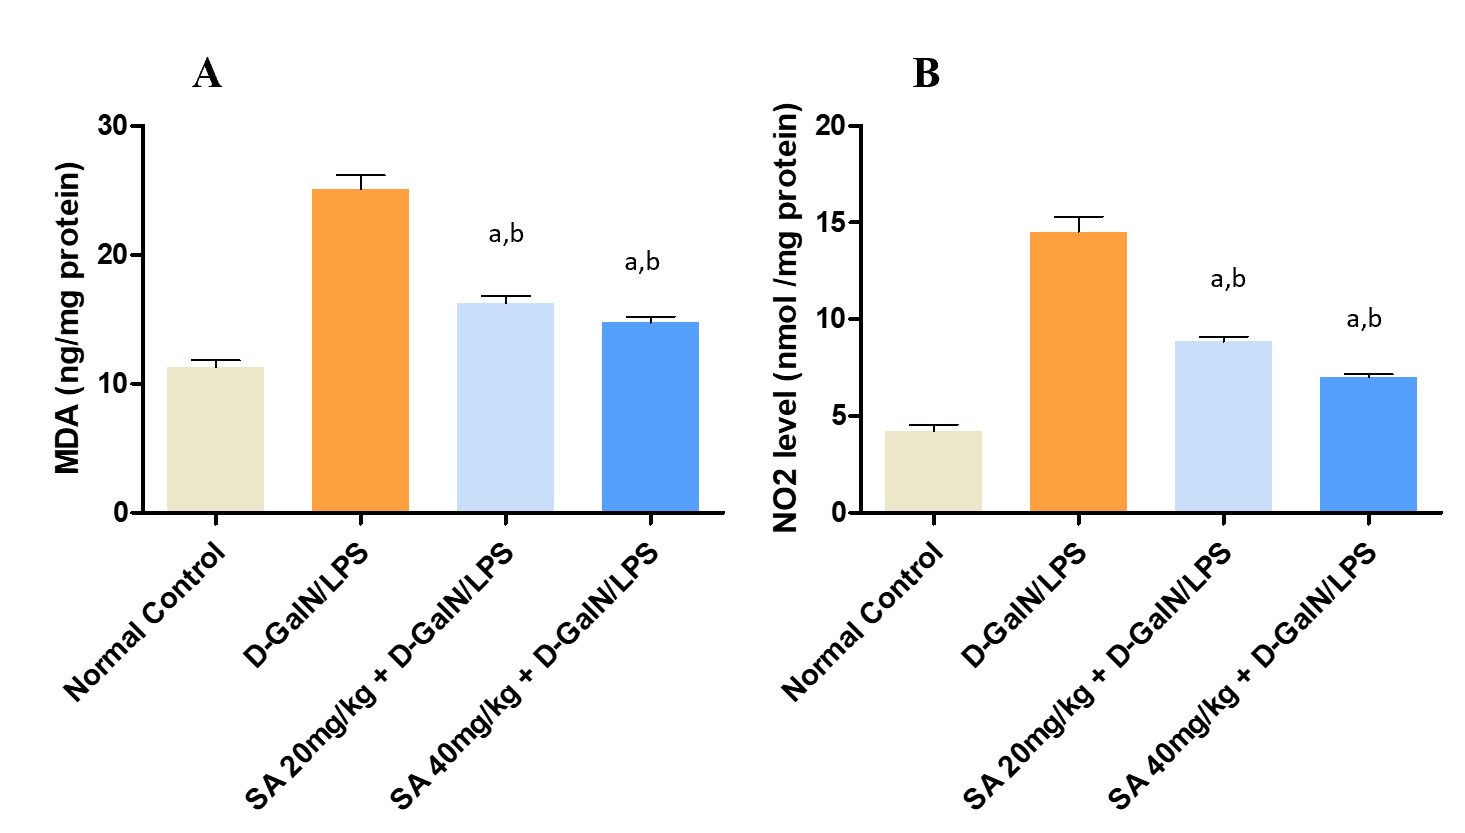 A
MDA (ng/mg protein)
30
20
10
0
a,b
a,b
Normal Control
D-GalN/LPS
SA 20mg/kg + D-GalN/LPS
SA 40mg/kg + D-GalN/LPS
B
NO2 level (nmol /mg protein)
20
15
10
5
0
a,b
a,b
Normal Control
D-GalN/LPS
SA 20mg/kg + D-GalN/LPS
SA 40mg/kg + D-GalN/LPS